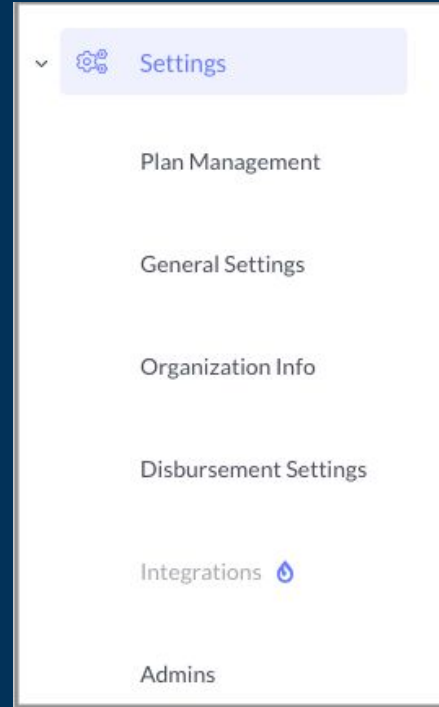 Settings
Plan Management
General Settings
Organization Info
Disbursement Settings
Integrations
Admins